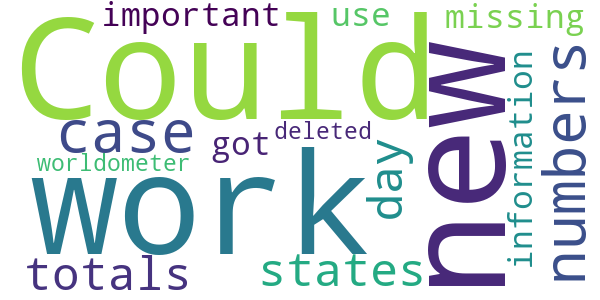 important
use
missing
Could
new
numbers
information
case
got
deleted
worldometer
day
work
totals
states